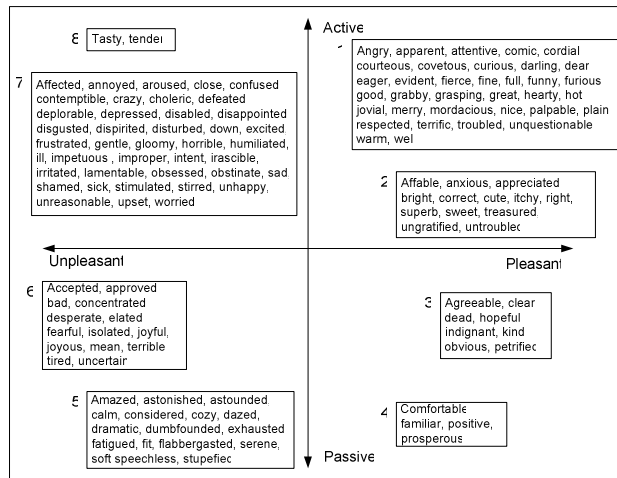 8
Tasty, tender
Active
1
Angry, apparent, attentive, comic, cordial
courteous, covetous, curious, darling, dear
eager, evident, fierce, fine, full, funny, furious
good, grabby, grasping, great, hearty, hot
jovial, merry, mordacious, nice, palpable, plain
respected, terrific, troubled, unquestionable
warm, well
7
Affected, annoyed, aroused, close, confused
contemptible, crazy, choleric, defeated
deplorable, depressed, disabled, disappointed
disgusted, dispirited, disturbed, down, excited
frustrated, gentle, gloomy, horrible, humiliated,
ill, impetuous , improper, intent, irascible,
irritated, lamentable, obsessed, obstinate, sad
shamed, sick, stimulated, stirred, unhappy,
unreasonable, upset, worried
2
Affable, anxious, appreciated
bright, correct, cute, itchy, right,
superb, sweet, treasured
ungratified, untroubled
Unpleasant
Pleasant
6
Accepted, approved
bad, concentrated
desperate, elated
fearful, isolated, joyful,
joyous, mean, terrible
tired, uncertain
3
Agreeable, clear
dead, hopeful
indignant, kind
obvious, petrified
5
Amazed, astonished, astounded
calm, considered, cozy, dazed,
dramatic, dumbfounded, exhausted
fatigued, fit, flabbergasted, serene,
soft speechless, stupefied
4
Comfortable
familiar, positive,
prosperous
Passive